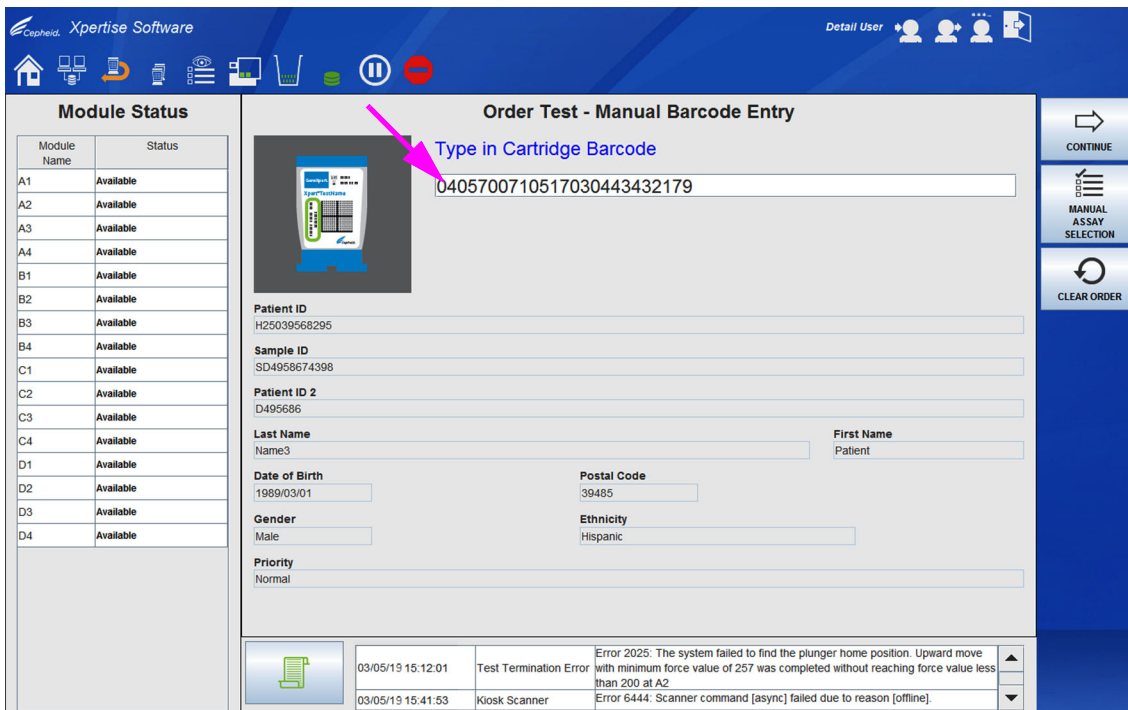 Cepheid. Xpertise Software
Detail User
Module Status
Module Name Status
A1 Available
A2 Available
A3 Available
A4 Available
B1 Available
B2 Available
B3 Available
B4 Available
C1 Available
C2 Available
C3 Available
C4 Available
D1 Available
D2 Available
D3 Available
D4 Available
Order Test - Manual Barcode Entry
Type in Cartridge Barcode
0405700710517030443432179
GeneXpert
Xpert®TestName
Cepheid
Patient ID
H25039568295
Sample ID
SD4958674398
Patient ID 2
D495686
Last Name First Name
Name3 Patient
Date of Birth Postal Code
1989/03/01 39485
Gender Ethnicity
Male Hispanic
Priority
Normal
03/05/19 15:12:01 Test Termination Error Error 2025: The system failed to find the plunger home position. Upward move
with minimum force value of 257 was completed without reaching force value less
than 200 at A2
03/05/19 15:41:53 Kiosk Scanner Error 6444: Scanner command [async] failed due to reason [offline].
CONTINUE
MANUAL
ASSAY
SELECTION
CLEAR ORDER